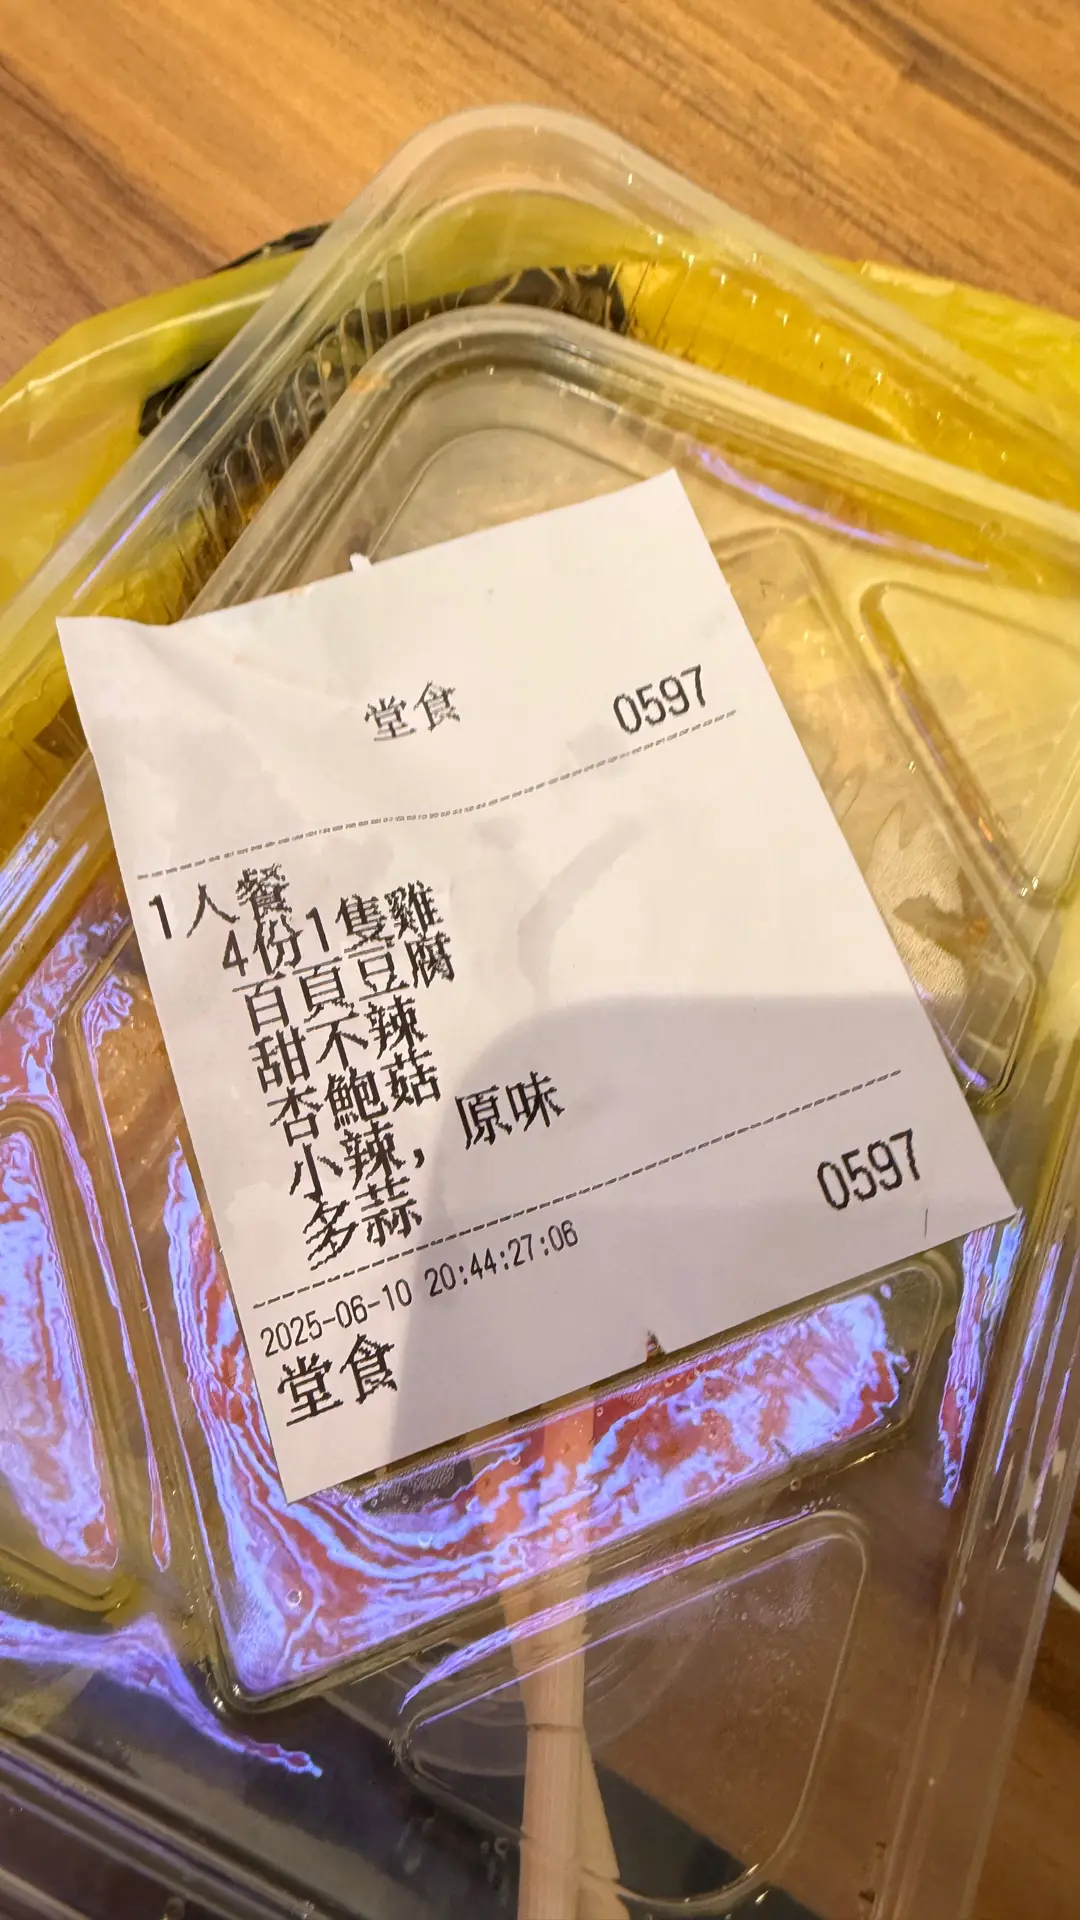 堂食 0597
1人餐
4份1隻雞
百頁豆腐
甜不辣
杏鮑菇
小辣，原味
多蒜
0597
2025-06-10 20:44:27:06
堂食